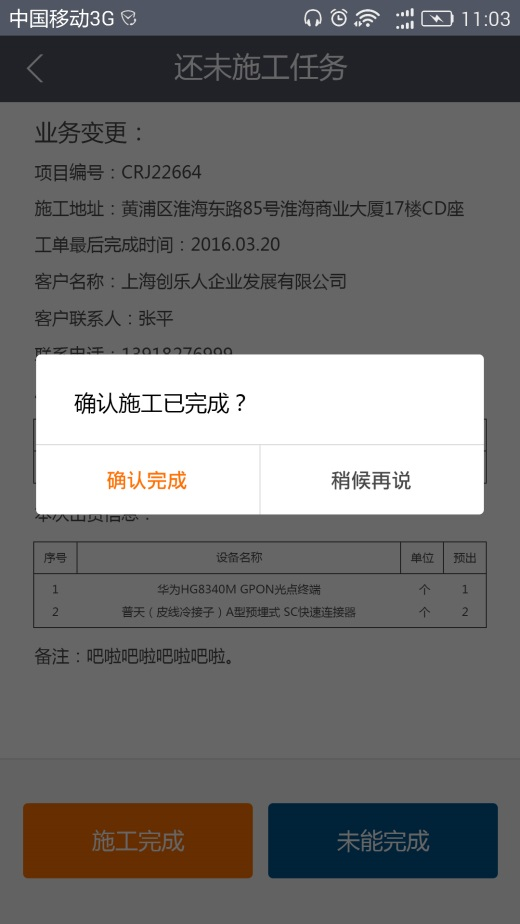 中国移动3G 11:03
还未施工任务
业务变更：
项目编号：CRJ22664
施工地址：黄浦区淮海东路85号淮海商业大厦17楼CD座
工单最后完成时间：2016.03.20
客户名称：上海创乐人企业发展有限公司
客户联系人：张平
联系电话：13918276999
确认施工已完成？
确认完成 稍候再说
本次出货信息：
序号 设备名称 单位 预出
1 华为HG8340M GPON光点终端 个 1
2 普天（皮线冷接子）A型预埋式 SC快速连接器 个 2
备注：吧啦吧啦吧啦吧啦。
施工完成 未能完成